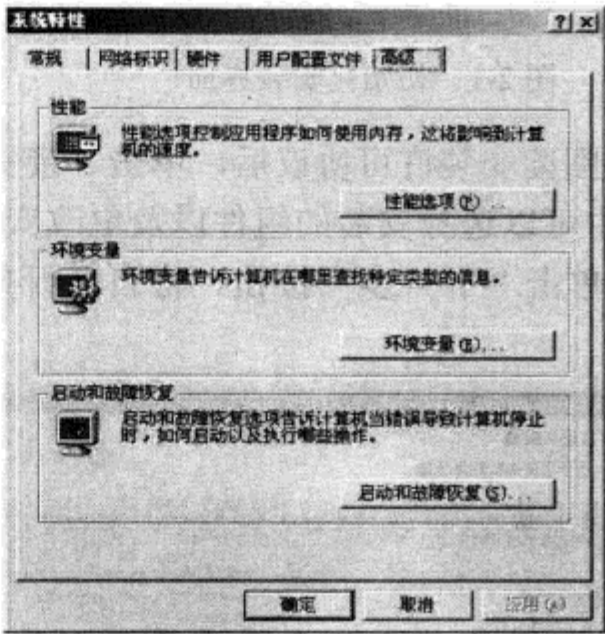 系统特性
常规
网络标识
硬件
用户配置文件
高级
性能
性能选项控制应用程序如何使用内存，这将影响到计算
机的速度。
性能选项(P)...
环境变量
环境变量告诉计算机在哪里查找特定类型的信息。
环境变量(E)...
启动和故障恢复
启动和故障恢复选项告诉计算机当错误导致计算机停止
时，如何启动以及执行哪些操作。
启动和故障恢复(S)...
确定
取消
应用(A)